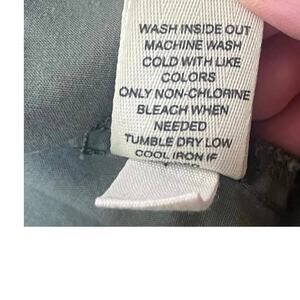 WASH INSIDE OUT
MACHINE WASH
COLD WITH LIKE
COLORS
ONLY NON-CHLORINE
BLEACH WHEN
NEEDED
TUMBLE DRY LOW
COOL IRON IF